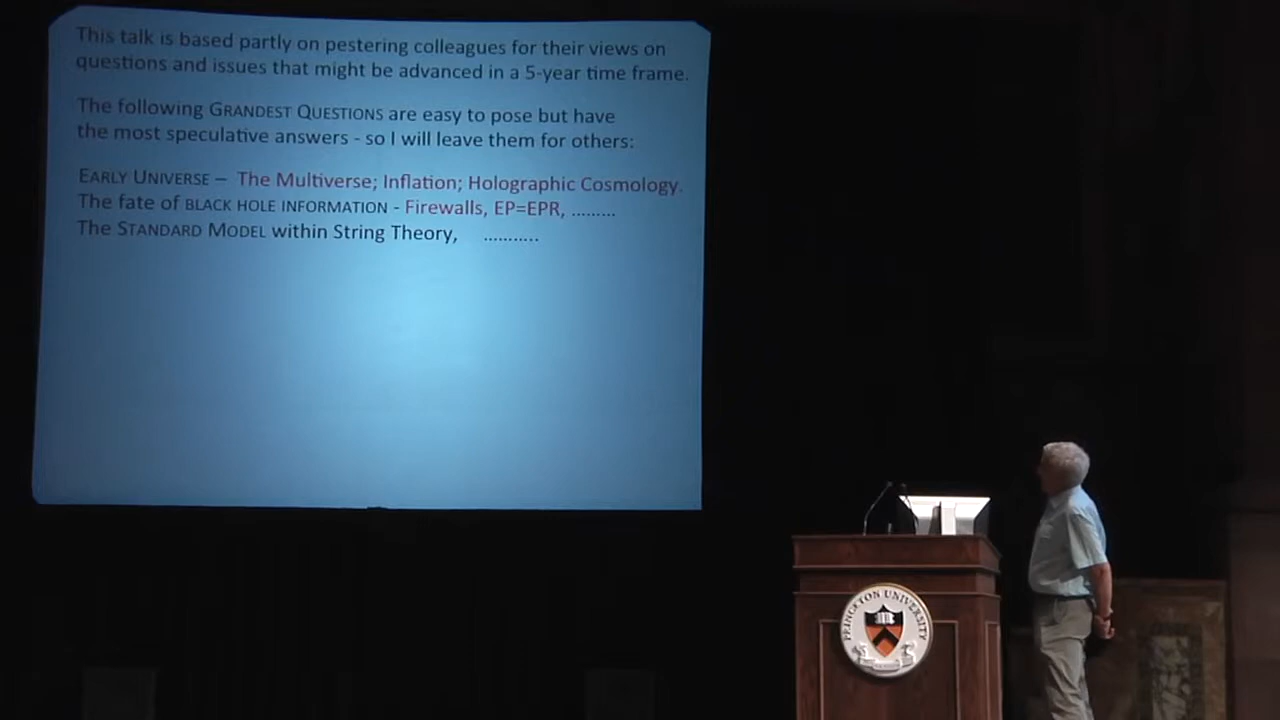 This talk is based partly on pestering colleagues for their views on
questions and issues that might be advanced in a 5-year time frame.
The following GRANDEST QUESTIONS are easy to pose but have
the most speculative answers - so I will leave them for others:
EARLY UNIVERSE – The Multiverse; Inflation; Holographic Cosmology.
The fate of BLACK HOLE INFORMATION - Firewalls, EP=EPR, .........
The STANDARD MODEL within String Theory, ...........
PRINCETON UNIVERSITY